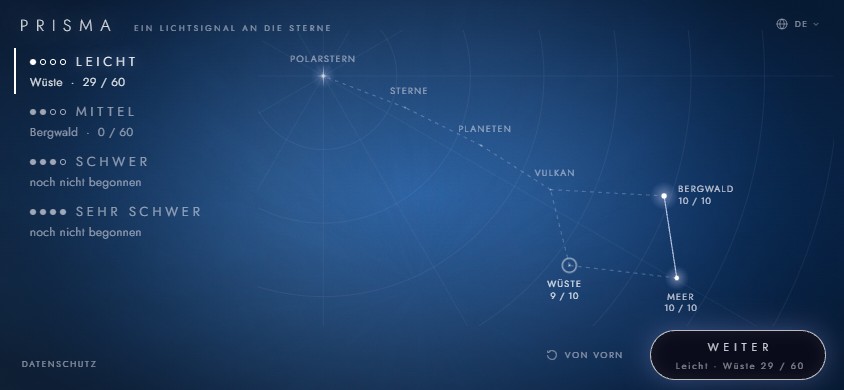 PRISMA
EIN LICHTSIGNAL AN DIE STERNE
DE
LEICHT
Wüste · 29 / 60
MITTEL
Bergwald · 0 / 60
SCHWER
noch nicht begonnen
SEHR SCHWER
noch nicht begonnen
POLARSTERN
STERNE
PLANETEN
VULKAN
BERGWALD
10 / 10
WÜSTE
9 / 10
MEER
10 / 10
DATENSCHUTZ
VON VORN
WEITER
Leicht · Wüste 29 / 60